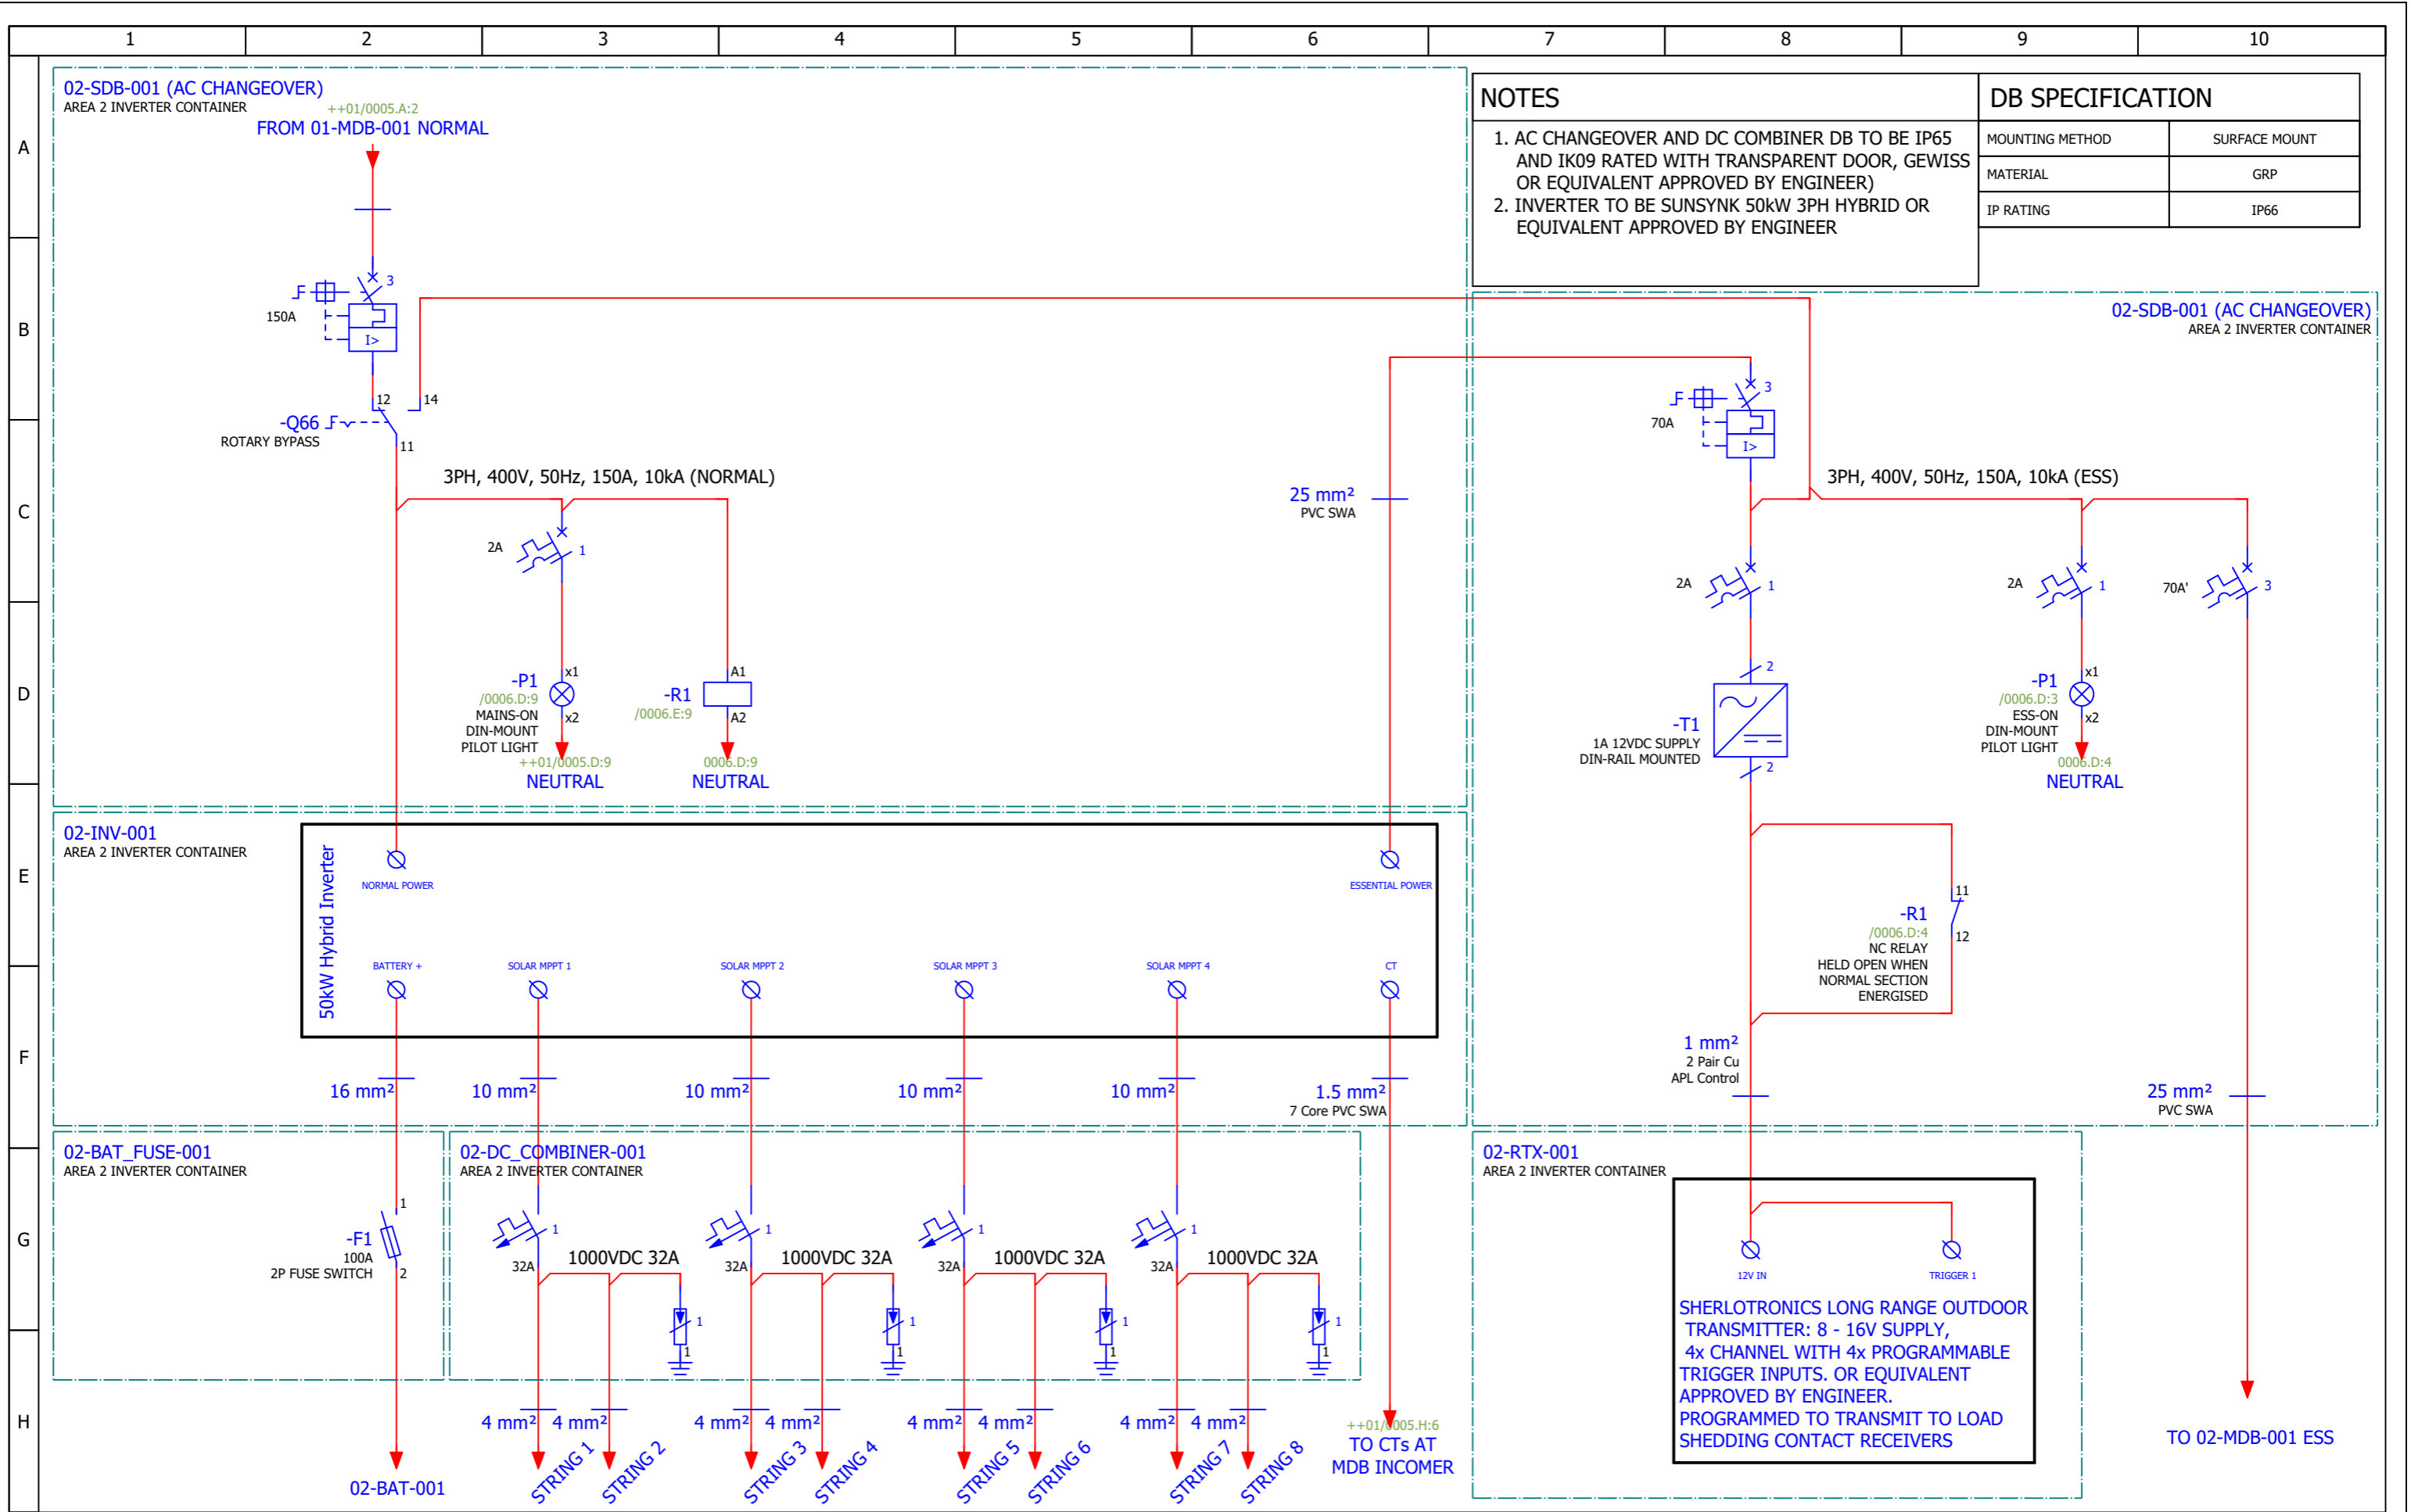 1 2 3 4 5 6 7 8 9 10
A
B
C
D
E
F
G
H
02-SDB-001 (AC CHANGEOVER)
AREA 2 INVERTER CONTAINER
++01/0005.A:2
FROM 01-MDB-001 NORMAL
3
150A
I>
12
14
-Q66
ROTARY BYPASS
11
3PH, 400V, 50Hz, 150A, 10kA (NORMAL)
2A
1
-P1
/0006.D:9
MAINS-ON
DIN-MOUNT
PILOT LIGHT
x1
x2
++01/0005.D:9
NEUTRAL
-R1
/0006.E:9
A1
A2
0006.D:9
NEUTRAL
25 mm²
PVC SWA
NOTES
1. AC CHANGEOVER AND DC COMBINER DB TO BE IP65
AND IK09 RATED WITH TRANSPARENT DOOR, GEWISS
OR EQUIVALENT APPROVED BY ENGINEER)
2. INVERTER TO BE SUNSYNK 50kW 3PH HYBRID OR
EQUIVALENT APPROVED BY ENGINEER
DB SPECIFICATION
MOUNTING METHOD SURFACE MOUNT
MATERIAL GRP
IP RATING IP66
02-SDB-001 (AC CHANGEOVER)
AREA 2 INVERTER CONTAINER
3
70A
I>
3PH, 400V, 50Hz, 150A, 10kA (ESS)
2A
1
2A
1
70A'
3
2
-T1
1A 12VDC SUPPLY
DIN-RAIL MOUNTED
2
-P1
/0006.D:3
ESS-ON
DIN-MOUNT
PILOT LIGHT
x1
x2
0006.D:4
NEUTRAL
-R1
/0006.D:4
NC RELAY
HELD OPEN WHEN
NORMAL SECTION
ENERGISED
11
12
1 mm²
2 Pair Cu
APL Control
25 mm²
PVC SWA
02-INV-001
AREA 2 INVERTER CONTAINER
50kW Hybrid Inverter
NORMAL POWER
ESSENTIAL POWER
BATTERY +
SOLAR MPPT 1
SOLAR MPPT 2
SOLAR MPPT 3
SOLAR MPPT 4
CT
16 mm²
10 mm²
10 mm²
10 mm²
10 mm²
1.5 mm²
7 Core PVC SWA
02-BAT_FUSE-001
AREA 2 INVERTER CONTAINER
1
-F1
100A
2P FUSE SWITCH
2
02-BAT-001
02-DC_COMBINER-001
AREA 2 INVERTER CONTAINER
1
32A
1000VDC 32A
1
1
1
32A
1000VDC 32A
1
1
1
32A
1000VDC 32A
1
1
1
32A
1000VDC 32A
1
1
4 mm² 4 mm² 4 mm² 4 mm² 4 mm² 4 mm² 4 mm² 4 mm²
STRING 1
STRING 2
STRING 3
STRING 4
STRING 5
STRING 6
STRING 7
STRING 8
++01/0005.H:6
TO CTs AT
MDB INCOMER
02-RTX-001
AREA 2 INVERTER CONTAINER
12V IN
TRIGGER 1
SHERLOTRONICS LONG RANGE OUTDOOR
TRANSMITTER: 8 - 16V SUPPLY,
4x CHANNEL WITH 4x PROGRAMMABLE
TRIGGER INPUTS. OR EQUIVALENT
APPROVED BY ENGINEER.
PROGRAMMED TO TRANSMIT TO LOAD
SHEDDING CONTACT RECEIVERS
TO 02-MDB-001 ESS